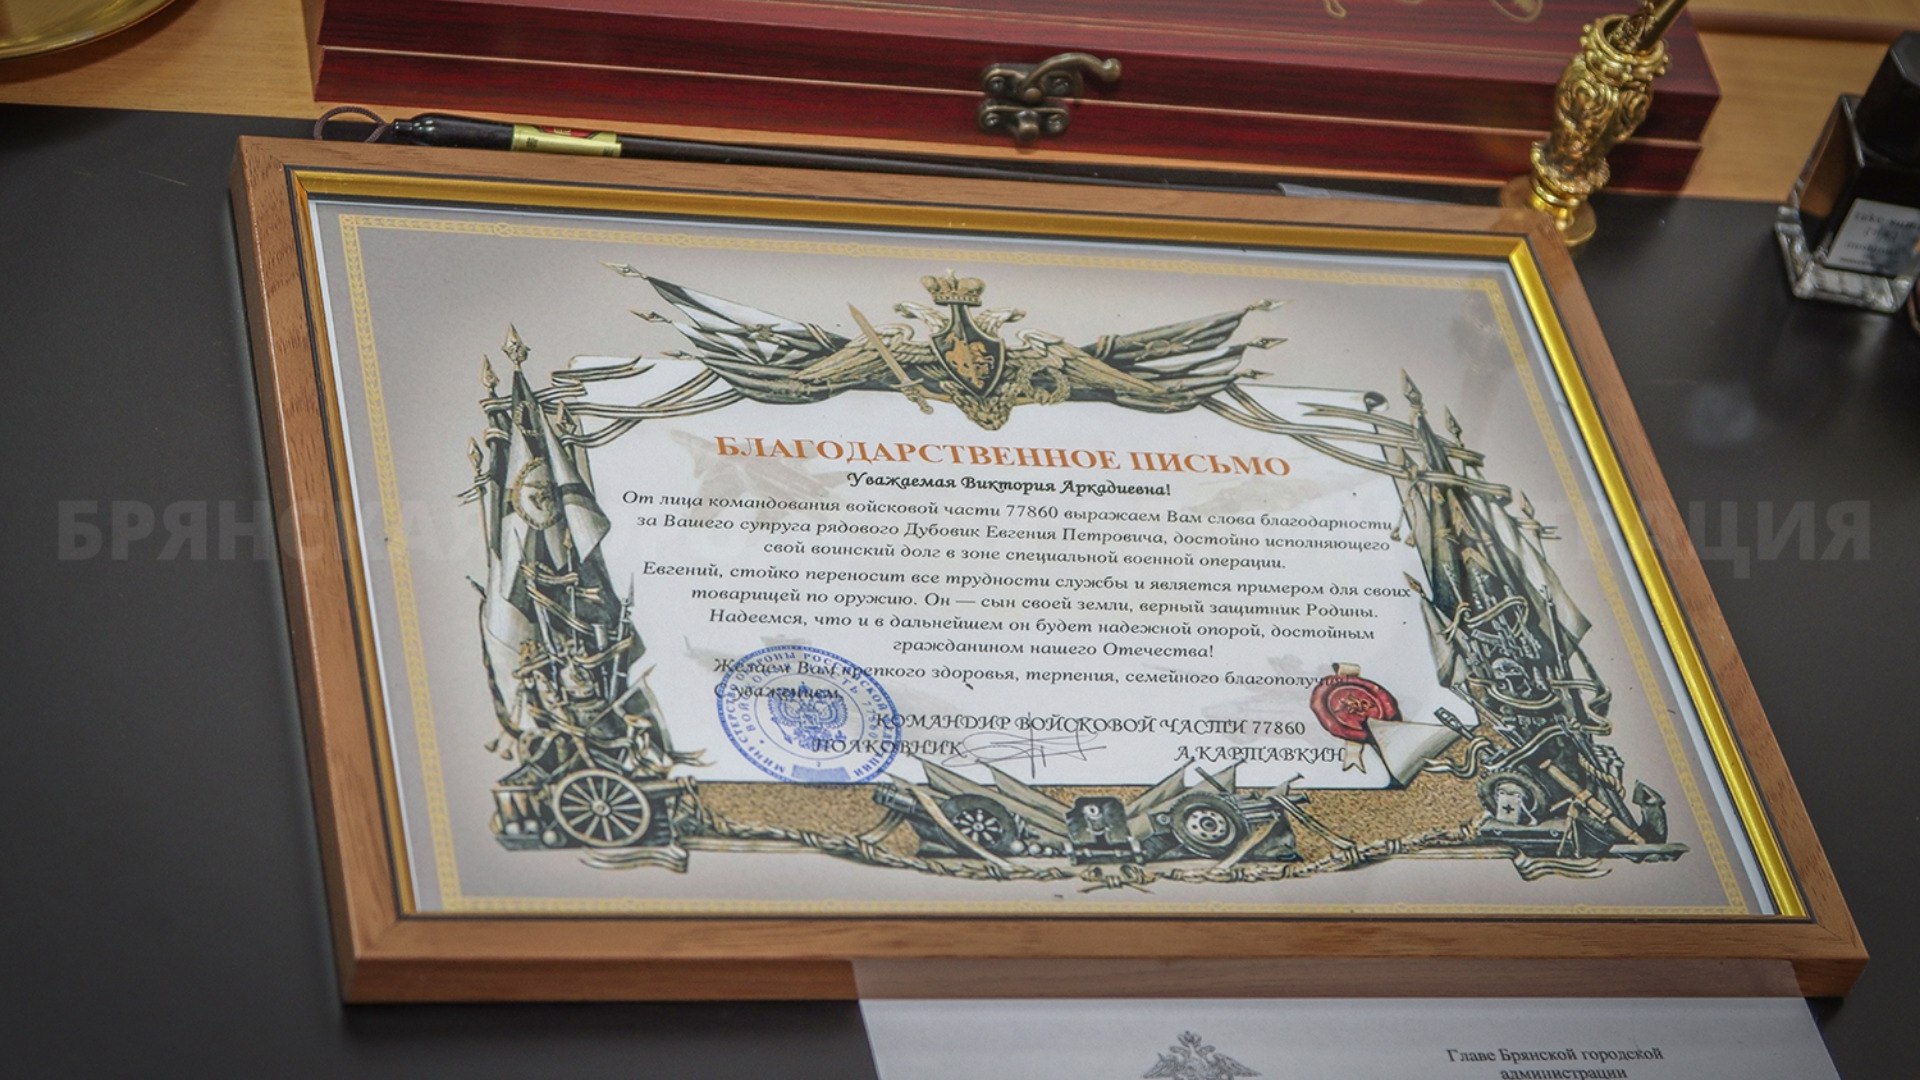 БЛАГОДАРСТВЕННОЕ ПИСЬМО
Уважаемая Виктория Аркадиевна!
От лица командования войсковой части 77860 выражаем Вам слова благодарности
за Вашего супруга рядового Дубовик Евгения Петровича, достойно исполняющего
свой воинский долг в зоне специальной военной операции.
Евгений, стойко переносит все трудности службы и является примером для своих
товарищей по оружию. Он — сын своей земли, верный защитник Родины.
Надеемся, что и в дальнейшем он будет надежной опорой, достойным
гражданином нашего Отечества!
Желаем Вам крепкого здоровья, терпения, семейного благополучия!
С уважением,
КОМАНДИР ВОЙСКОВОЙ ЧАСТИ 77860
ПОЛКОВНИК А.КАРТАВКИН
Главе Брянской городской
администрации